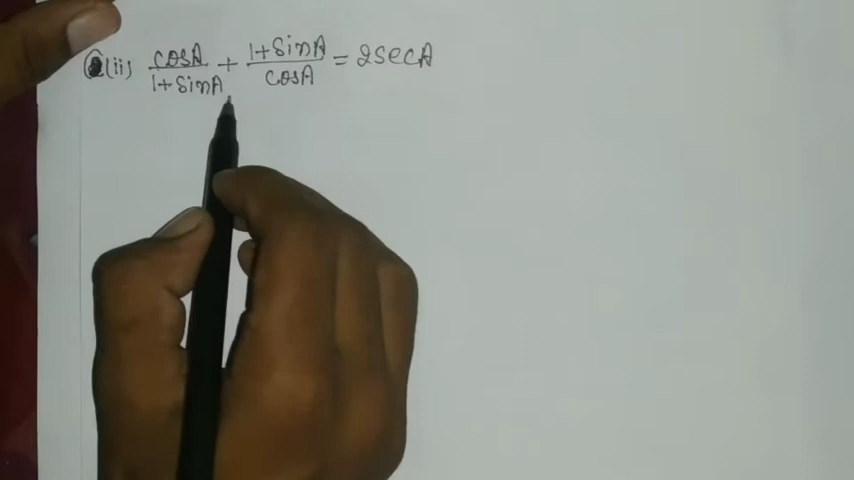 (ii) cosA/1+sinA + 1+sinA/cosA = 2secA